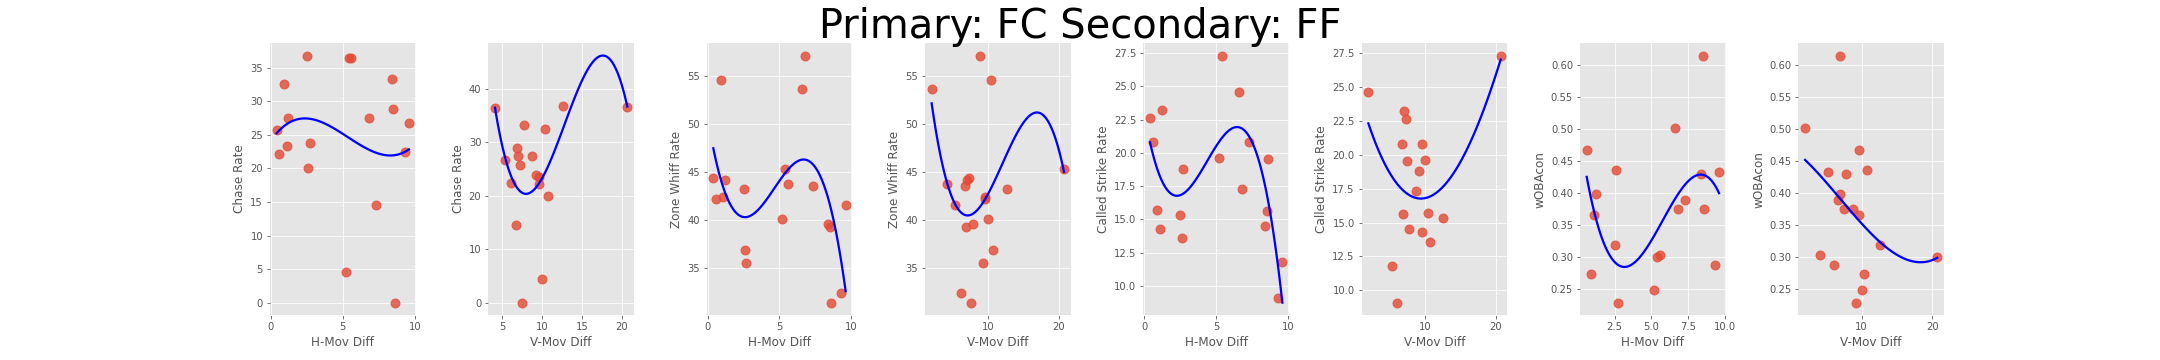 Primary: FC Secondary: FF
Chase Rate
35
30
25
20
15
10
5
0
0 5 10
H-Mov Diff
Chase Rate
40
30
20
10
0
5 10 15 20
V-Mov Diff
Zone Whiff Rate
55
50
45
40
35
0 5 10
H-Mov Diff
Zone Whiff Rate
55
50
45
40
35
10 20
V-Mov Diff
Called Strike Rate
27.5
25.0
22.5
20.0
17.5
15.0
12.5
10.0
0 5 10
H-Mov Diff
Called Strike Rate
27.5
25.0
22.5
20.0
17.5
15.0
12.5
10.0
10 20
V-Mov Diff
wOBAcon
0.60
0.55
0.50
0.45
0.40
0.35
0.30
0.25
2.5 5.0 7.5 10.0
H-Mov Diff
wOBAcon
0.60
0.55
0.50
0.45
0.40
0.35
0.30
0.25
10 20
V-Mov Diff